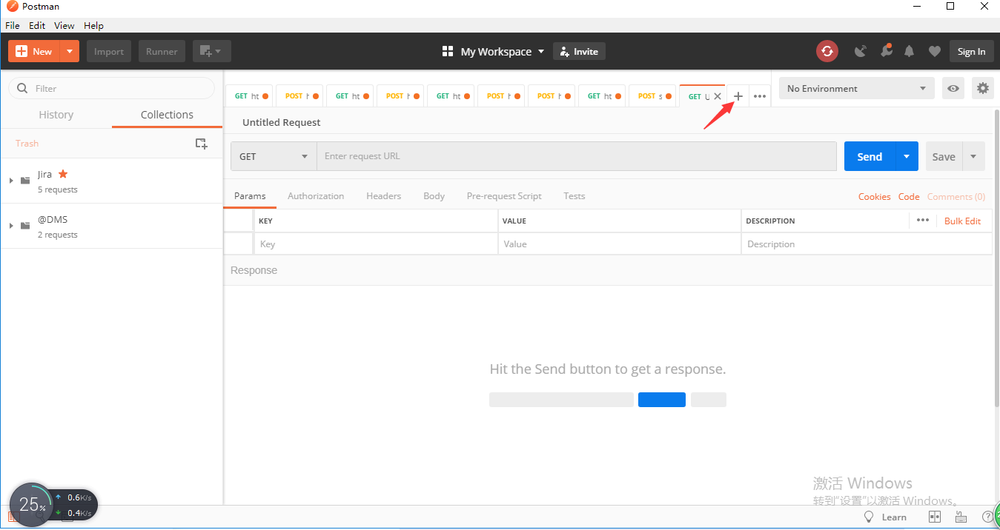 Postman
File Edit View Help
New Import Runner My Workspace Invite Sign In
Filter
History Collections
Trash
Jira
5 requests
@DMS
2 requests
GET ht POST h GET ht POST h GET ht POST h POST h GET ht POST s GET U No Environment
Untitled Request
GET Enter request URL Send Save
Params Authorization Headers Body Pre-request Script Tests Cookies Code Comments (0)
KEY VALUE DESCRIPTION Bulk Edit
Key Value Description
Response
Hit the Send button to get a response.
激活 Windows
转到"设置"以激活 Windows。
25% 0.6K/s
0.4K/s
Learn